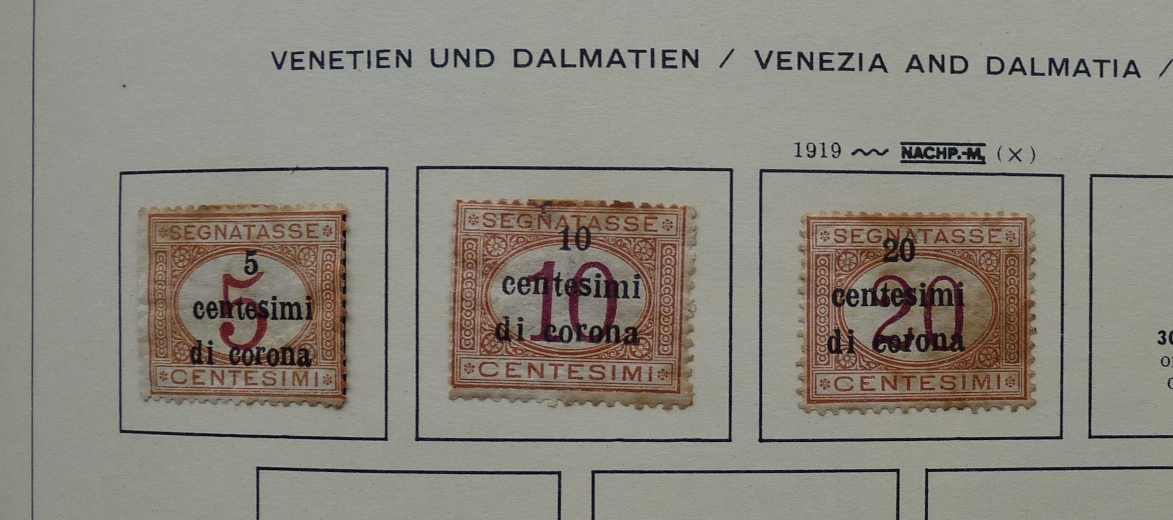 VENETIEN UND DALMATIEN / VENEZIA AND DALMATIA /
1919 NACHP.-M. (×)
SEGNATASSE
5
5
centesimi
di corona
CENTESIMI
SEGNATASSE
10
10
centesimi
di corona
CENTESIMI
SEGNATASSE
20
20
centesimi
di corona
CENTESIMI